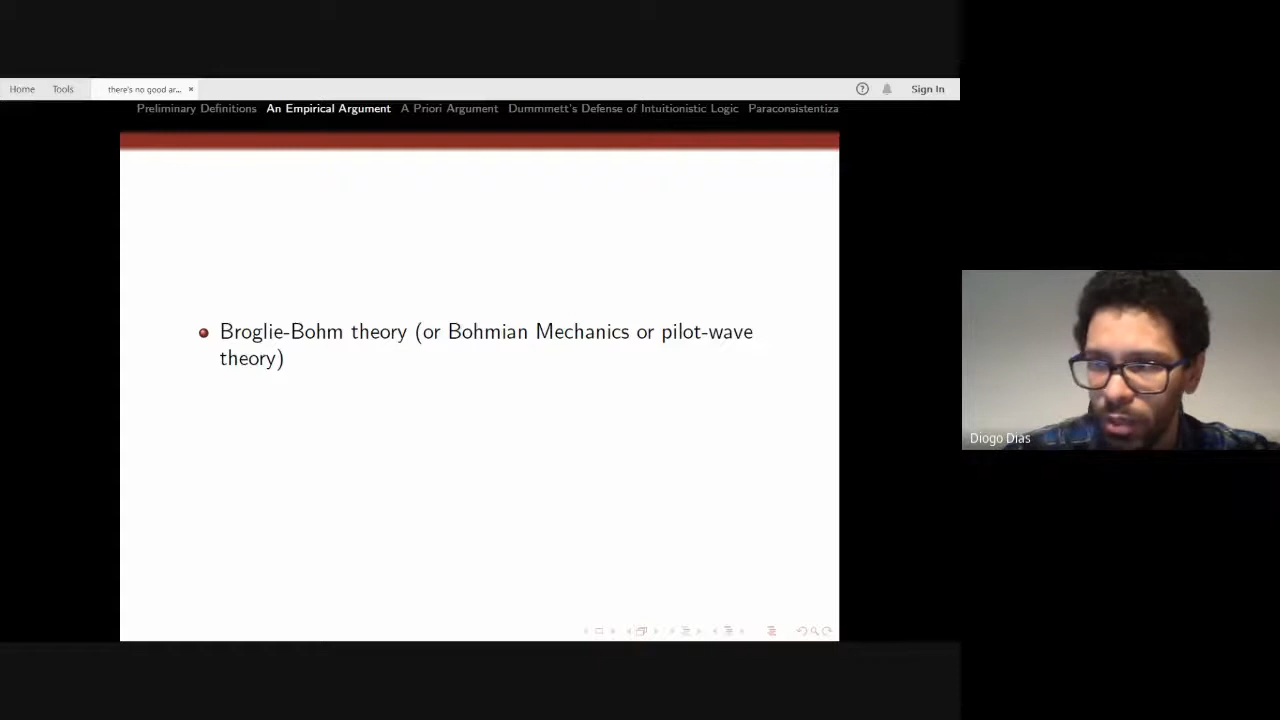 Home Tools there's no good ar... × ? Sign In
Preliminary Definitions An Empirical Argument A Priori Argument Dummmett's Defense of Intuitionistic Logic Paraconsistentiza
Broglie-Bohm theory (or Bohmian Mechanics or pilot-wave
theory)
Diogo Dias